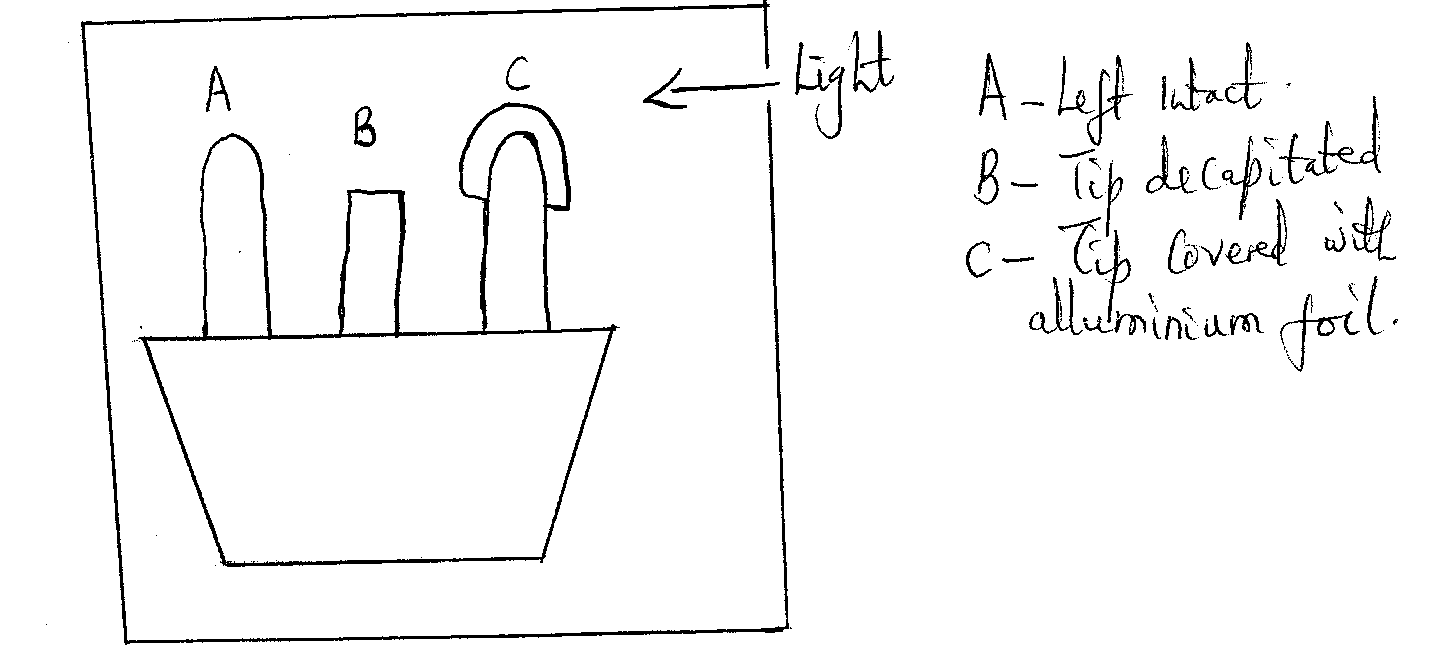 A
B
C
Light
A - Left Intact.
B - Tip decapitated
C - Tip Covered with
alluminium foil.